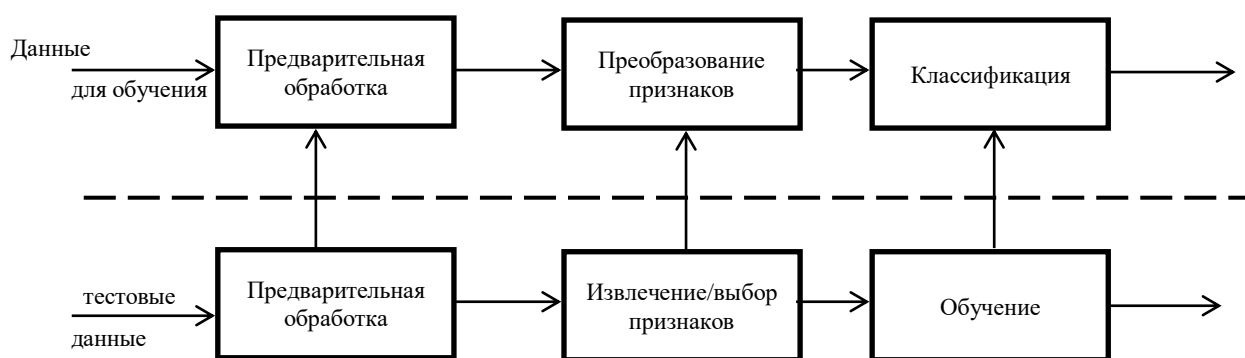 Данные
для обучения
Предварительная
обработка
Преобразование
признаков
Классификация
тестовые
данные
Предварительная
обработка
Извлечение/выбор
признаков
Обучение